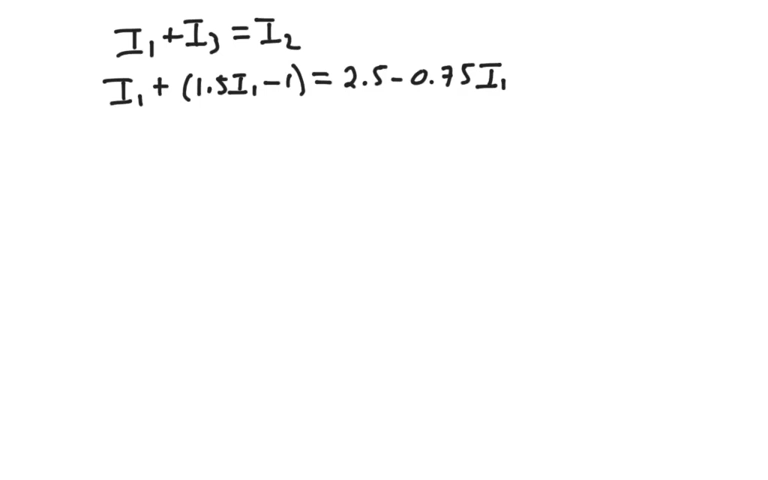 I₁ + I₃ = I₂
I₁ + (1.5I₁ - 1) = 2.5 - 0.75I₁